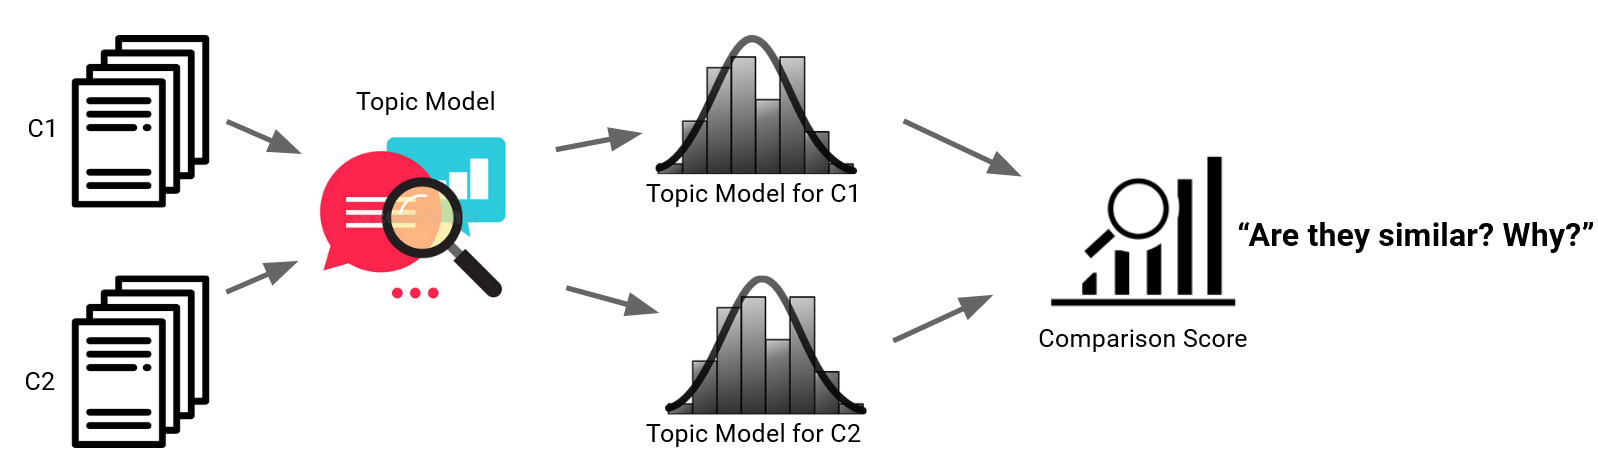 C1
Topic Model
Topic Model for C1
“Are they similar? Why?”
Comparison Score
C2
Topic Model for C2